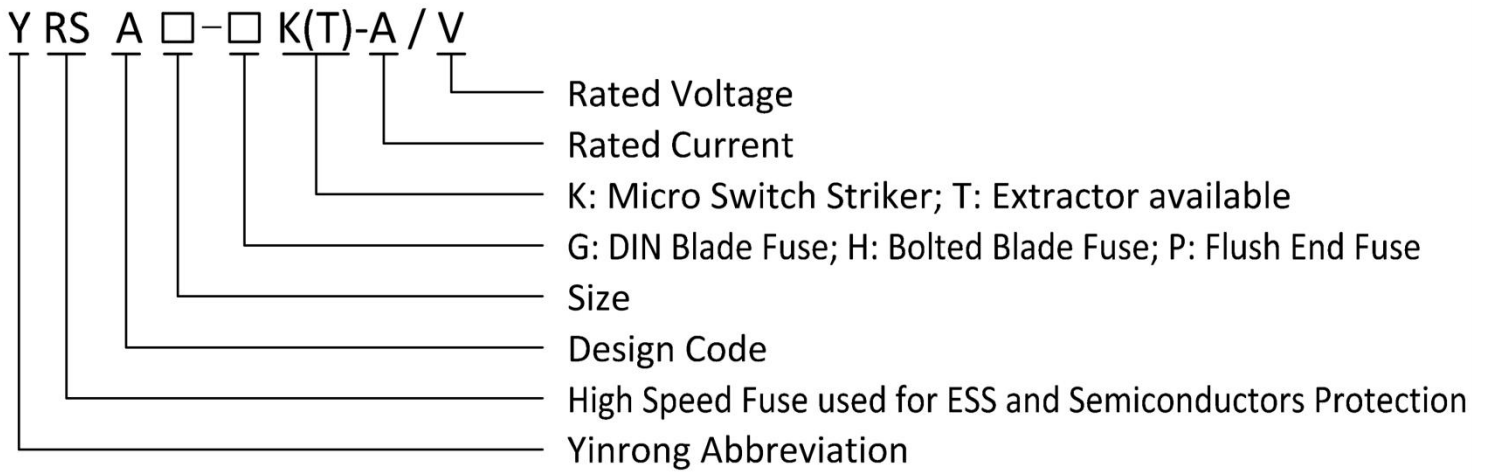 Y RS A □-□ K(T)-A / V
Rated Voltage
Rated Current
K: Micro Switch Striker; T: Extractor available
G: DIN Blade Fuse; H: Bolted Blade Fuse; P: Flush End Fuse
Size
Design Code
High Speed Fuse used for ESS and Semiconductors Protection
Yinrong Abbreviation